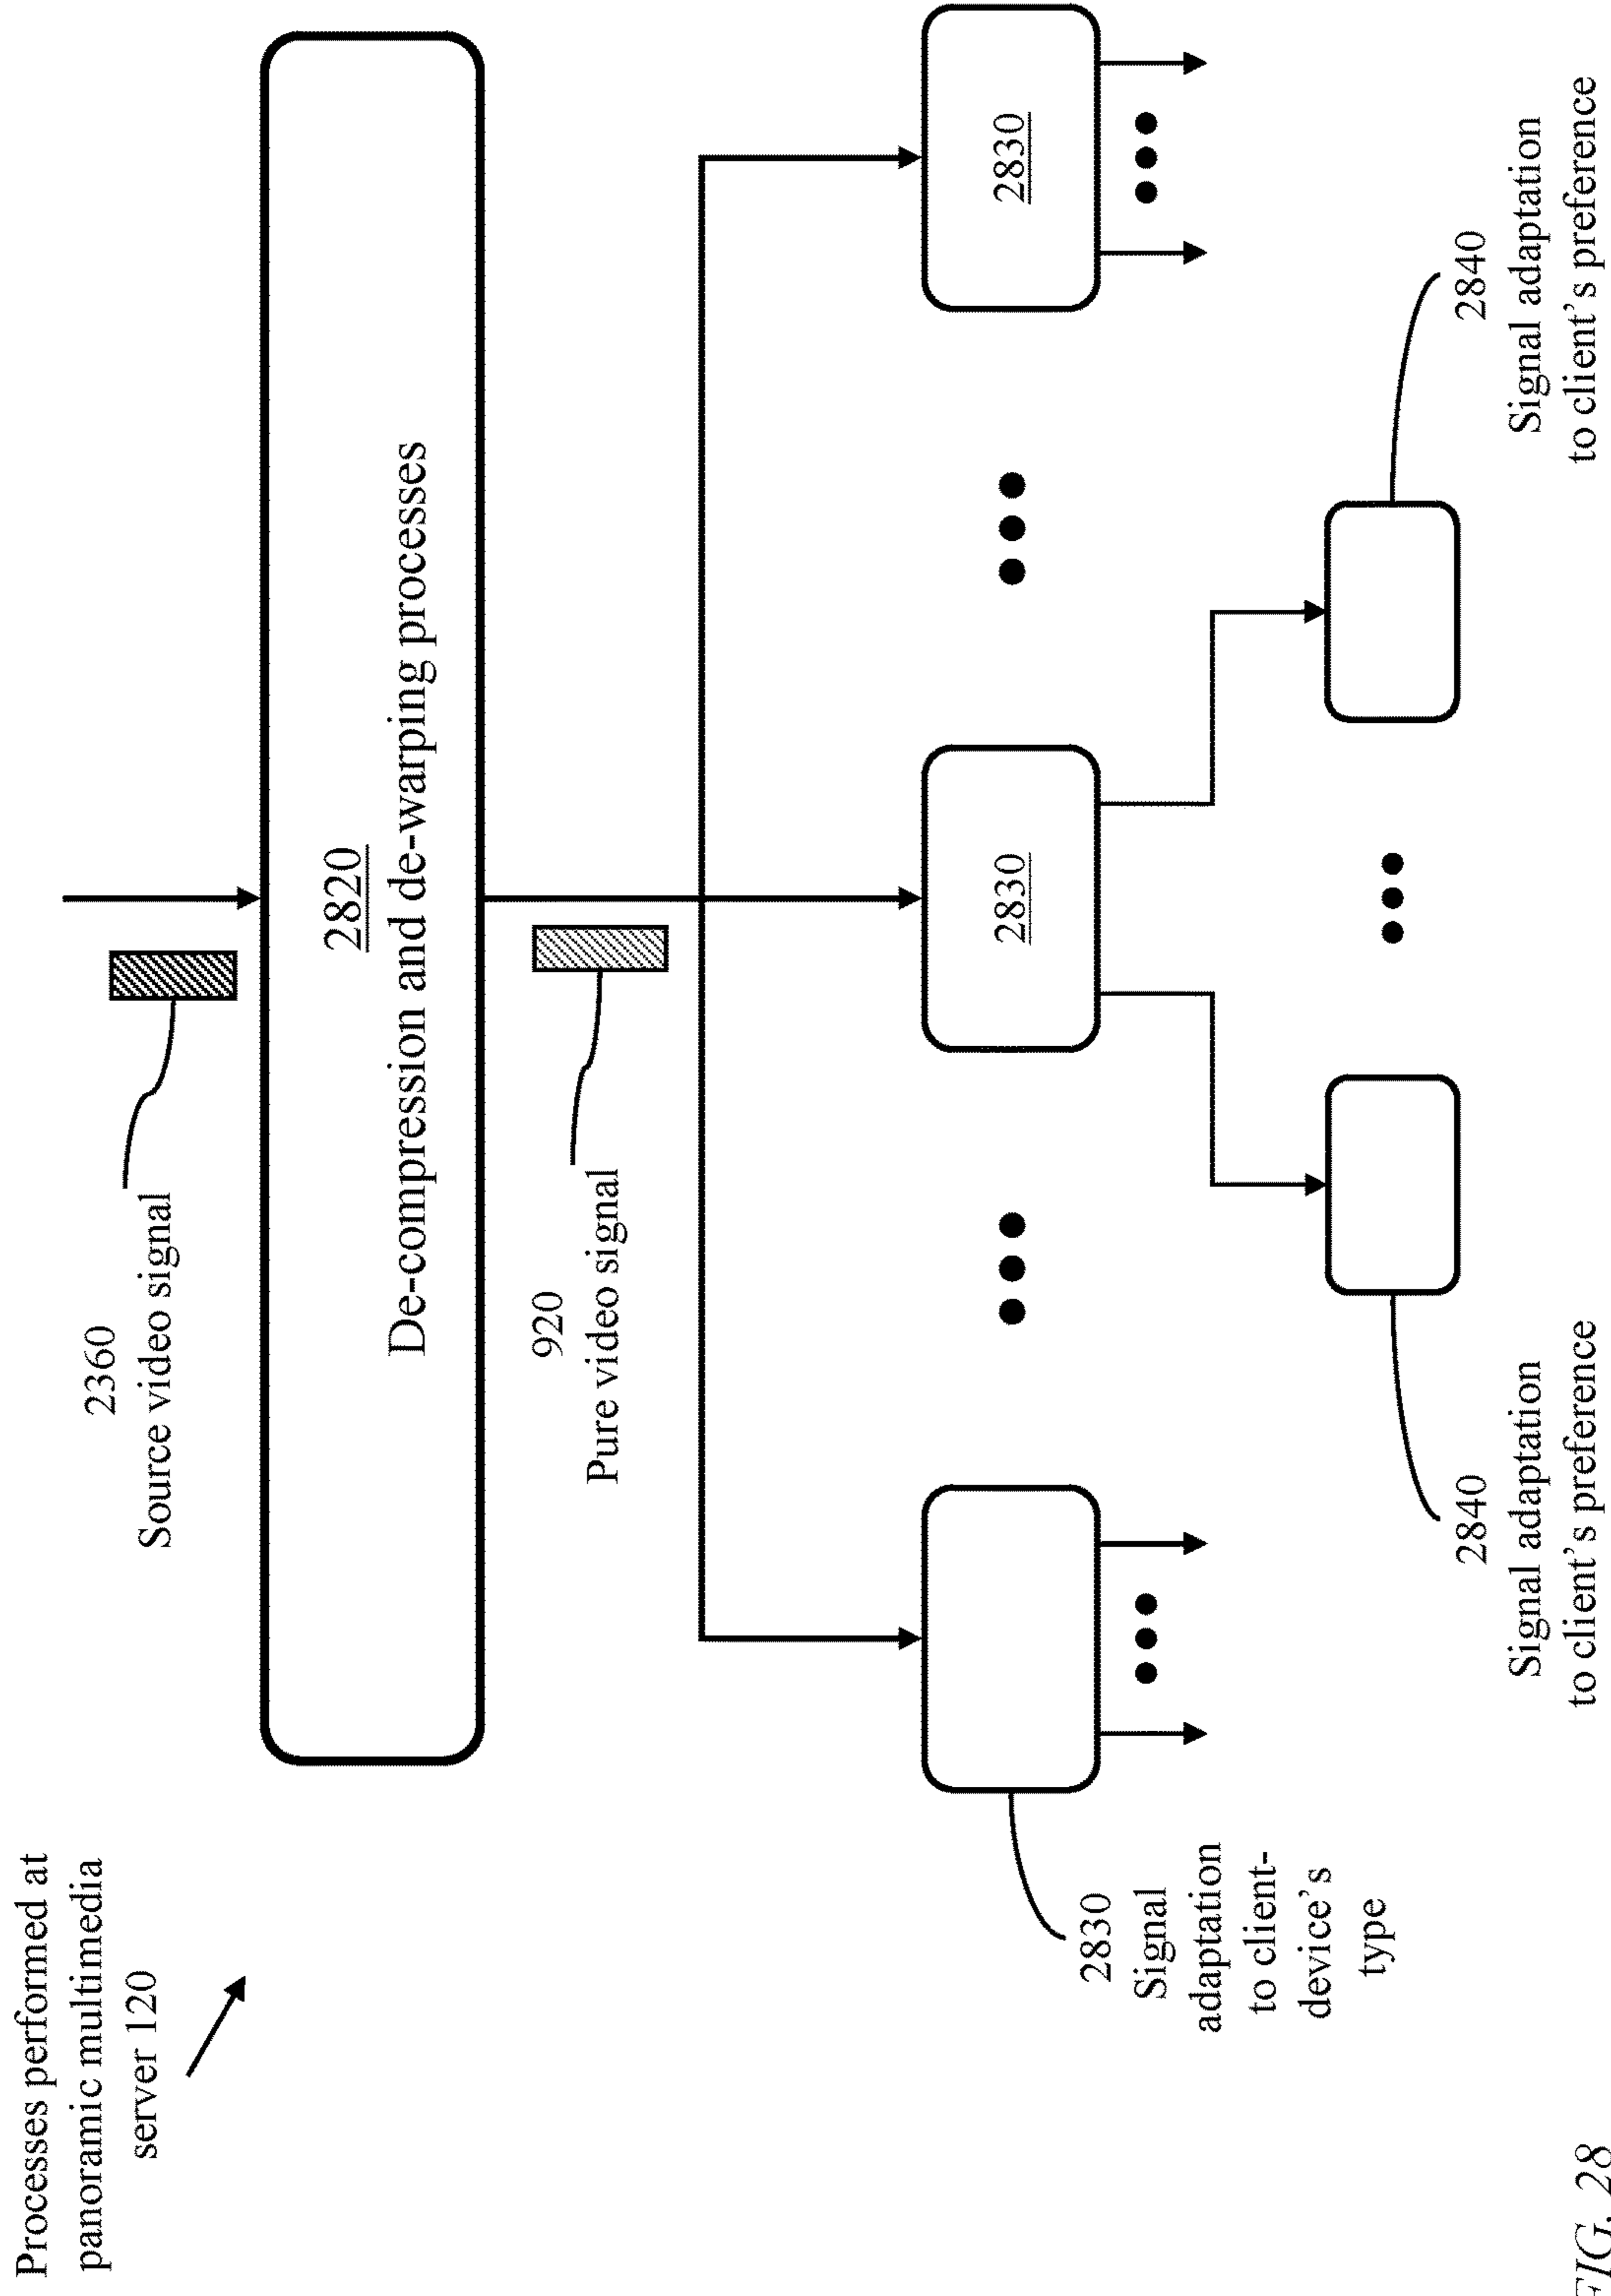 Processes performed at
panoramic multimedia
server 120
2360
Source video signal
2820
De-compression and de-warping processes
920
Pure video signal
2830
Signal
adaptation
to client-
device's
type
2830
2830
2840
Signal adaptation
to client's preference
2840
Signal adaptation
to client's preference
FIG. 28